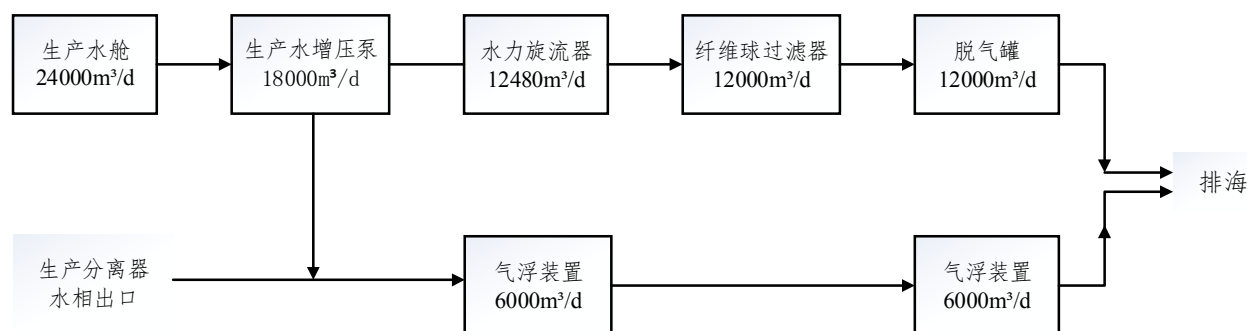 生产水舱
24000m³/d
生产水增压泵
18000m³/d
水力旋流器
12480m³/d
纤维球过滤器
12000m³/d
脱气罐
12000m³/d
排海
生产分离器
水相出口
气浮装置
6000m³/d
气浮装置
6000m³/d